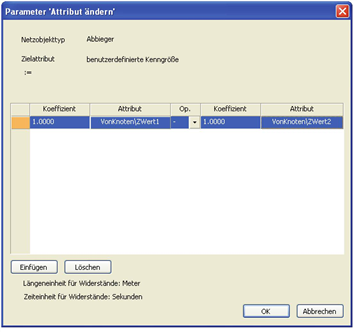 Parameter 'Attribut ändern'
Netzobjekttyp Abbieger
Zielattribut benutzerdefinierte Kenngröße
:=
Koeffizient Attribut Op. Koeffizient Attribut
1.0000 VonKnoten\ZWert1 - 1.0000 VonKnoten\ZWert2
Einfügen Löschen
Längeneinheit für Widerstände: Meter
Zeiteinheit für Widerstände: Sekunden
OK Abbrechen